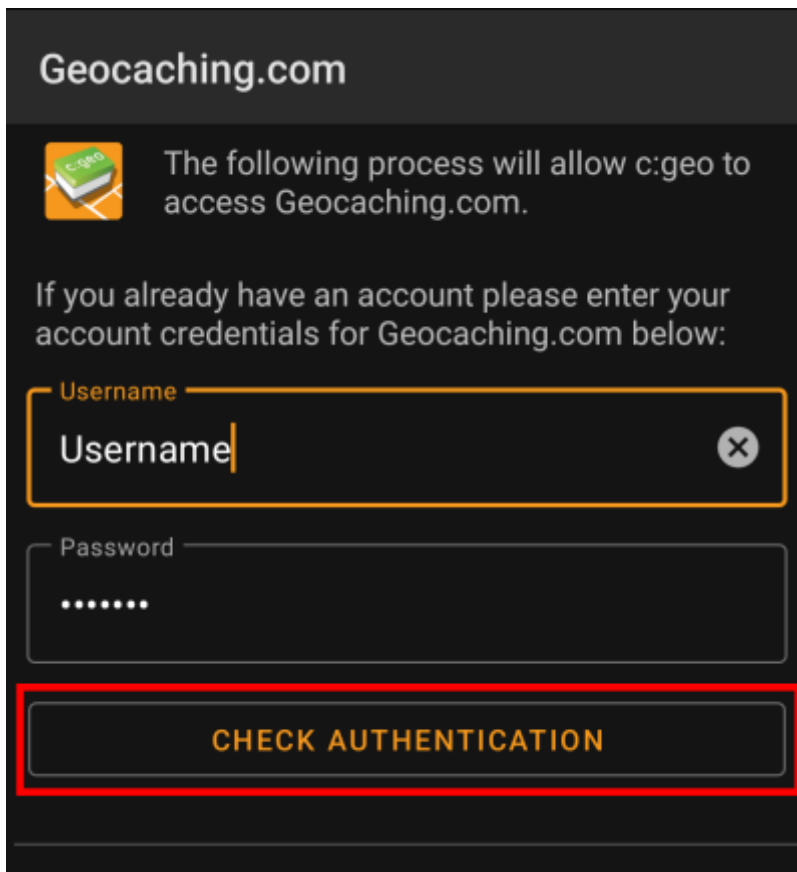 Geocaching.com
c:geo
The following process will allow c:geo to
access Geocaching.com.
If you already have an account please enter your
account credentials for Geocaching.com below:
Username
Username
Password
•••••••
CHECK AUTHENTICATION